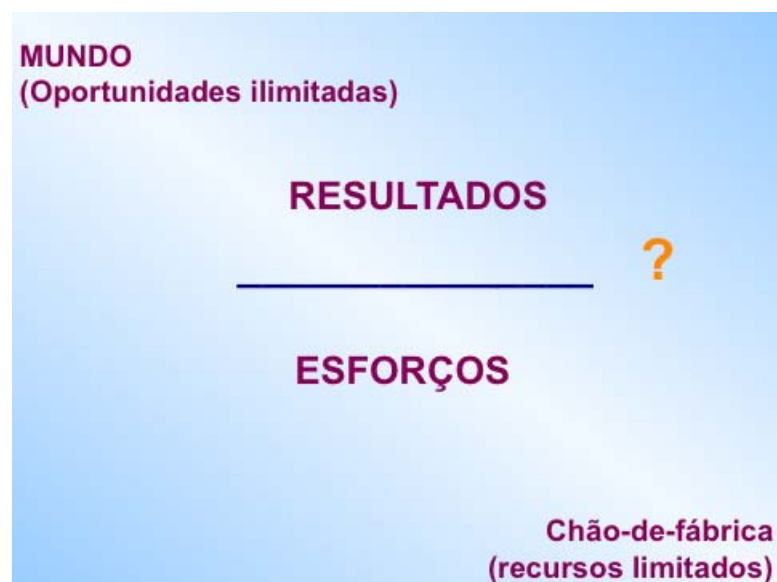 MUNDO
(Oportunidades ilimitadas)
RESULTADOS
?
ESFORÇOS
Chão-de-fábrica
(recursos limitados)